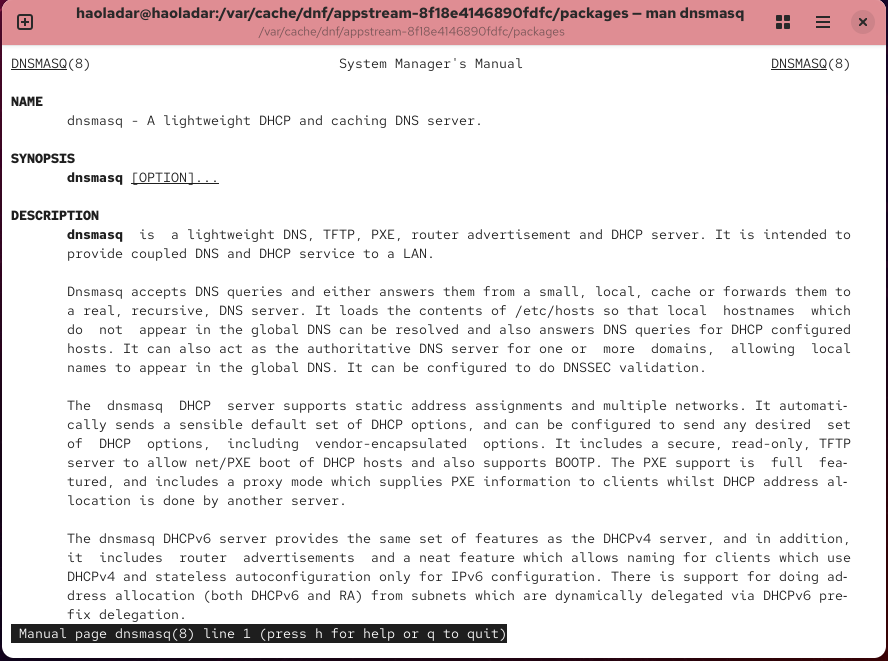 haoladar@haoladar:/var/cache/dnf/appstream-8f18e4146890fdfc/packages — man dnsmasq
/var/cache/dnf/appstream-8f18e4146890fdfc/packages
DNSMASQ(8) System Manager's Manual DNSMASQ(8)
NAME
dnsmasq - A lightweight DHCP and caching DNS server.
SYNOPSIS
dnsmasq [OPTION]...
DESCRIPTION
dnsmasq is a lightweight DNS, TFTP, PXE, router advertisement and DHCP server. It is intended to
provide coupled DNS and DHCP service to a LAN.
Dnsmasq accepts DNS queries and either answers them from a small, local, cache or forwards them to
a real, recursive, DNS server. It loads the contents of /etc/hosts so that local hostnames which
do not appear in the global DNS can be resolved and also answers DNS queries for DHCP configured
hosts. It can also act as the authoritative DNS server for one or more domains, allowing local
names to appear in the global DNS. It can be configured to do DNSSEC validation.
The dnsmasq DHCP server supports static address assignments and multiple networks. It automati-
cally sends a sensible default set of DHCP options, and can be configured to send any desired set
of DHCP options, including vendor-encapsulated options. It includes a secure, read-only, TFTP
server to allow net/PXE boot of DHCP hosts and also supports BOOTP. The PXE support is full fea-
tured, and includes a proxy mode which supplies PXE information to clients whilst DHCP address al-
location is done by another server.
The dnsmasq DHCPv6 server provides the same set of features as the DHCPv4 server, and in addition,
it includes router advertisements and a neat feature which allows naming for clients which use
DHCPv4 and stateless autoconfiguration only for IPv6 configuration. There is support for doing ad-
dress allocation (both DHCPv6 and RA) from subnets which are dynamically delegated via DHCPv6 pre-
fix delegation.
Manual page dnsmasq(8) line 1 (press h for help or q to quit)